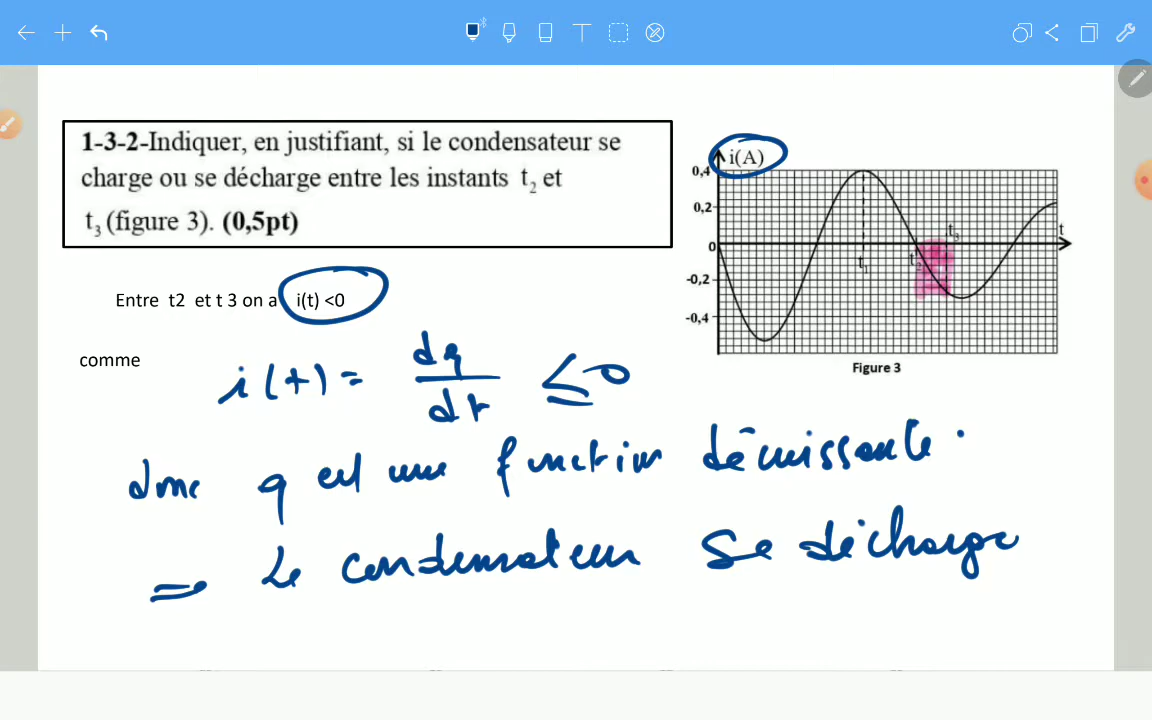 1-3-2-Indiquer, en justifiant, si le condensateur se
charge ou se décharge entre les instants t₂ et
t₃ (figure 3). (0,5pt)
i(A)
0,4
0,2
0
-0,2
-0,4
t₁
t₂
t₃
t
Figure 3
Entre t2 et t 3 on a i(t) <0
comme
i(t) = dq/dt ≤0
donc q est une fonction décroissante.
⇒ Le condensateur se décharge